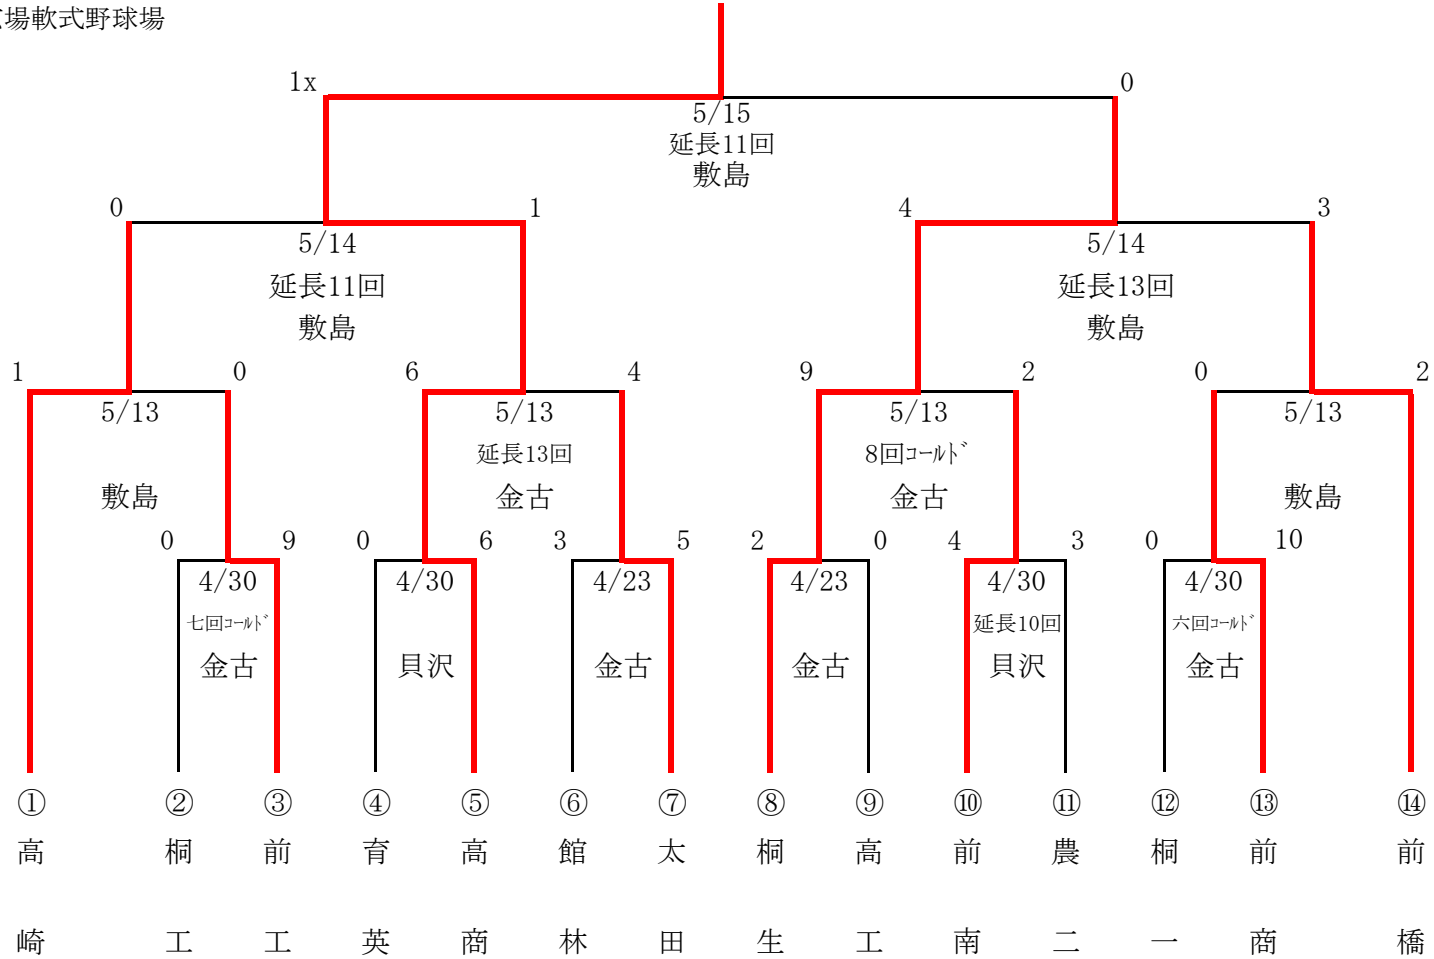 場軟式野球場
1x 0
5/15
延長11回
敷島
0 1 4 3
5/14 5/14
延長11回 延長13回
敷島 敷島
1 0 6 4 9 2 0 2
5/13 5/13 5/13 5/13
延長13回 8回ｺｰﾙﾄﾞ
敷島 金古 金古 敷島
0 9 0 6 3 5 2 0 4 3 0 10
4/30 4/30 4/23 4/23 4/30 4/30
七回ｺｰﾙﾄﾞ 延長10回 六回ｺｰﾙﾄﾞ
金古 貝沢 金古 金古 貝沢 金古
① ② ③ ④ ⑤ ⑥ ⑦ ⑧ ⑨ ⑩ ⑪ ⑫ ⑬ ⑭
高 桐 前 育 高 館 太 桐 高 前 農 桐 前 前
崎 工 工 英 商 林 田 生 工 南 二 一 商 橋